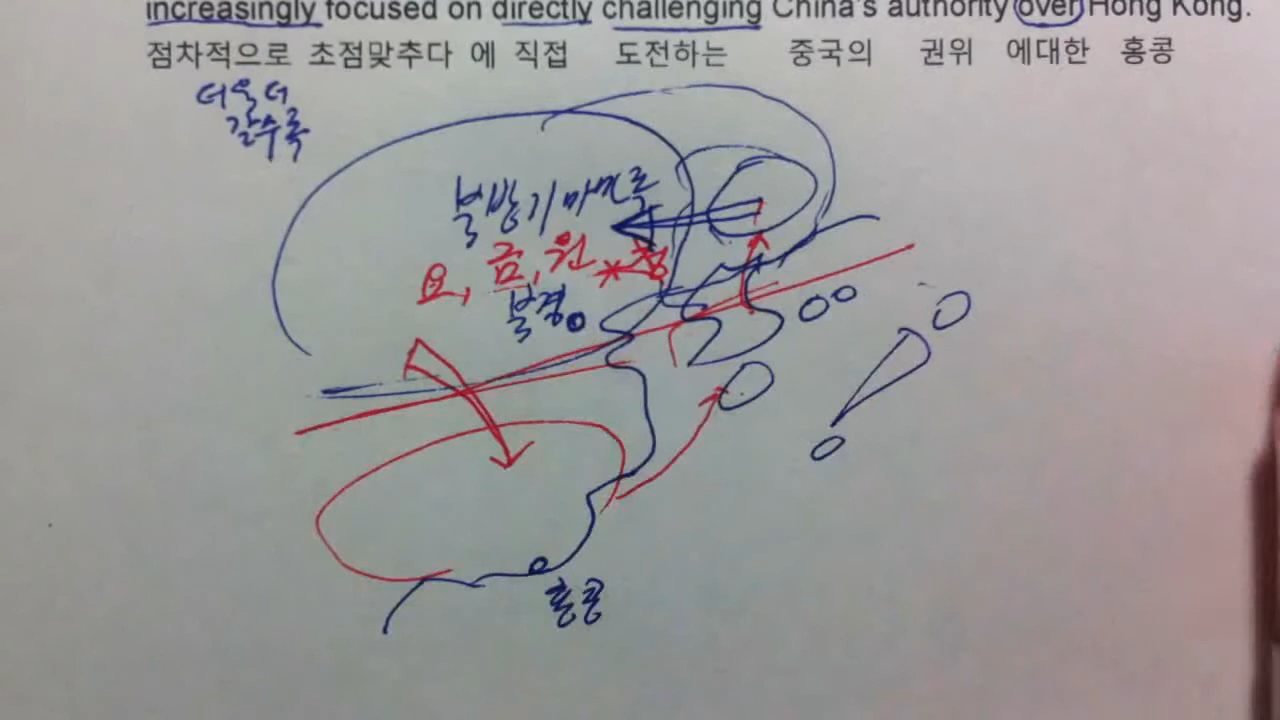 increasingly focused on directly challenging China's authority over Hong Kong.
점차적으로 초점맞추다 에 직접 도전하는 중국의 권위 에대한 홍콩
더욱더
갈수록
북방기마민족
요, 금, 원 * 청
북경
홍콩